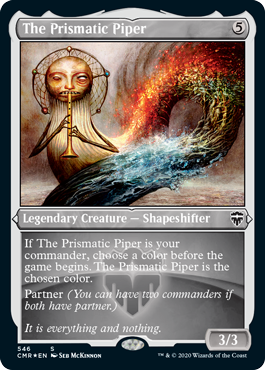 The Prismatic Piper 5
Legendary Creature — Shapeshifter
If The Prismatic Piper is your
commander, choose a color before the
game begins. The Prismatic Piper is the
chosen color.
Partner (You can have two commanders if
both have partner.)
It is everything and nothing.
3/3
546 S
CMR★EN Seb McKinnon ™ & © 2020 Wizards of the Coast